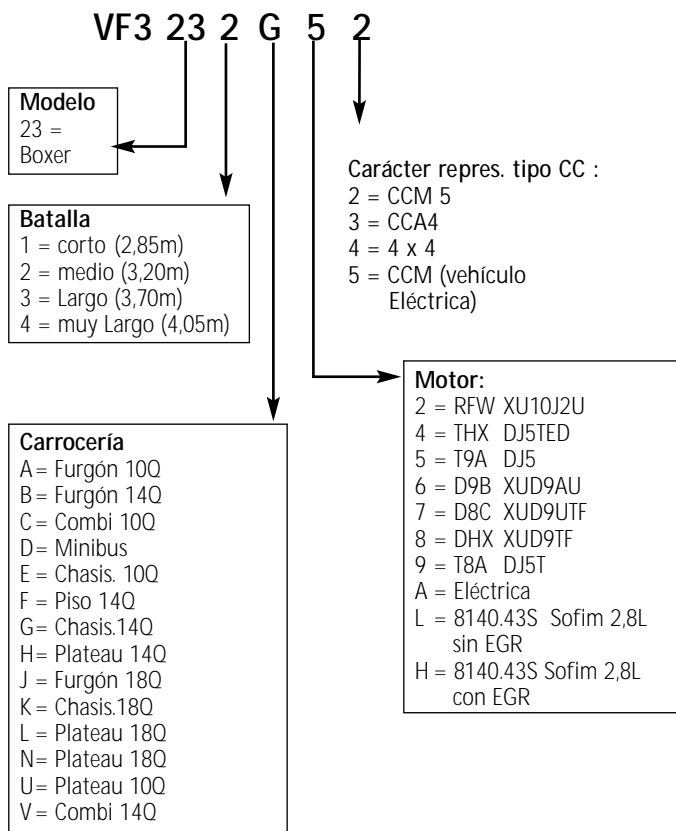 VF3 23 2 G 5 2
Modelo
23 =
Boxer
Carácter repres. tipo CC :
2 = CCM 5
3 = CCA4
4 = 4 x 4
5 = CCM (vehículo
Eléctrica)
Batalla
1 = corto (2,85m)
2 = medio (3,20m)
3 = Largo (3,70m)
4 = muy Largo (4,05m)
Motor:
2 = RFW XU10J2U
4 = THX DJ5TED
5 = T9A DJ5
6 = D9B XUD9AU
7 = D8C XUD9UTF
8 = DHX XUD9TF
9 = T8A DJ5T
A = Eléctrica
L = 8140.43S Sofim 2,8L
sin EGR
H = 8140.43S Sofim 2,8L
con EGR
Carrocería
A = Furgón 10Q
B = Furgón 14Q
C = Combi 10Q
D = Minibus
E = Chasis. 10Q
F = Piso 14Q
G= Chasis.14Q
H= Plateau 14Q
J = Furgón 18Q
K = Chasis.18Q
L = Plateau 18Q
N= Plateau 18Q
U= Plateau 10Q
V = Combi 14Q